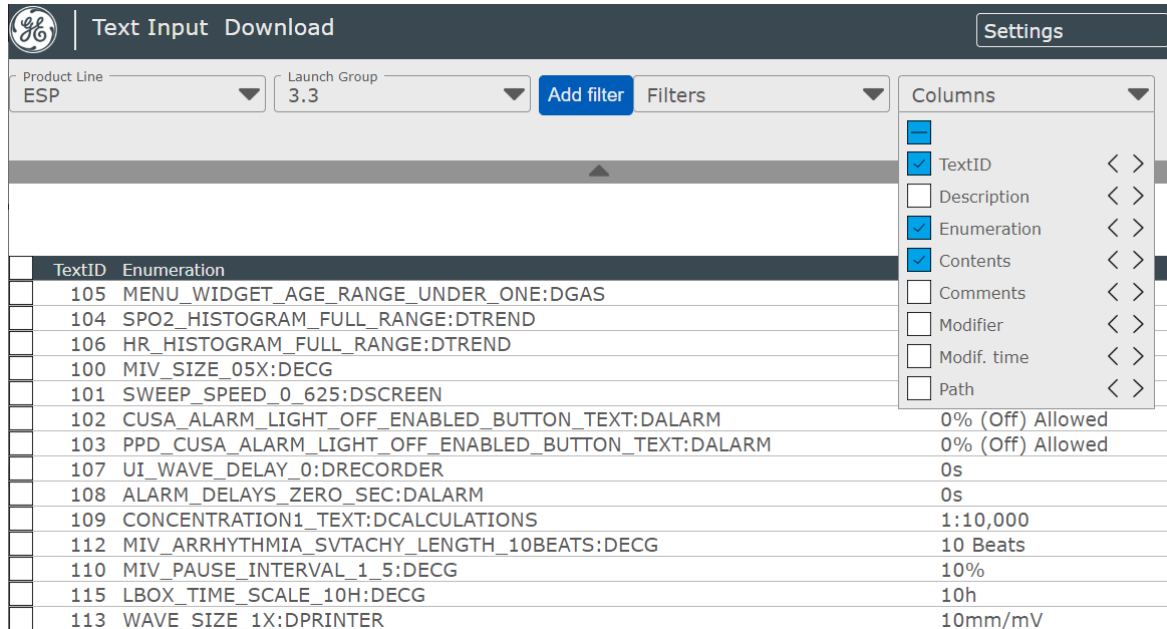 Text Input Download
Settings
Product Line
ESP
Launch Group
3.3
Add filter
Filters
Columns
TextID
Description
Enumeration
Contents
Comments
Modifier
Modif. time
Path
TextID Enumeration
105 MENU_WIDGET_AGE_RANGE_UNDER_ONE:DGAS
104 SPO2_HISTOGRAM_FULL_RANGE:DTREND
106 HR_HISTOGRAM_FULL_RANGE:DTREND
100 MIV_SIZE_05X:DECG
101 SWEEP_SPEED_0_625:DSCREEN
102 CUSA_ALARM_LIGHT_OFF_ENABLED_BUTTON_TEXT:DALARM 0% (Off) Allowed
103 PPD_CUSA_ALARM_LIGHT_OFF_ENABLED_BUTTON_TEXT:DALARM 0% (Off) Allowed
107 UI_WAVE_DELAY_0:DRECORDER 0s
108 ALARM_DELAYS_ZERO_SEC:DALARM 0s
109 CONCENTRATION1_TEXT:DCALCULATIONS 1:10,000
112 MIV_ARRHYTHMIA_SVTACHY_LENGTH_10BEATS:DECG 10 Beats
110 MIV_PAUSE_INTERVAL_1_5:DECG 10%
115 LBOX_TIME_SCALE_10H:DECG 10h
113 WAVE_SIZE_1X:DPRINTER 10mm/mV